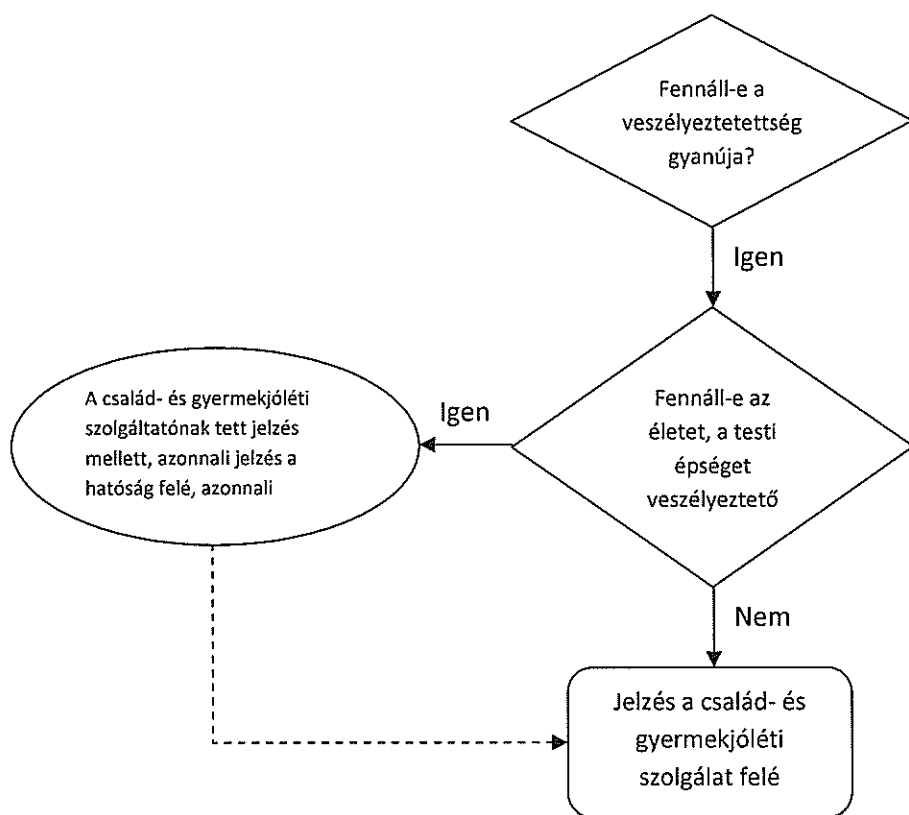 Fennáll-e a
veszélyeztetettség
gyanúja?
Igen
Fennáll-e az
életet, a testi
épséget
veszélyeztető
Igen
A család- és gyermekjóléti
szolgáltatónak tett jelzés
mellett, azonnali jelzés a
hatóság felé, azonnali
Nem
Jelzés a család- és
gyermekjóléti
szolgálat felé